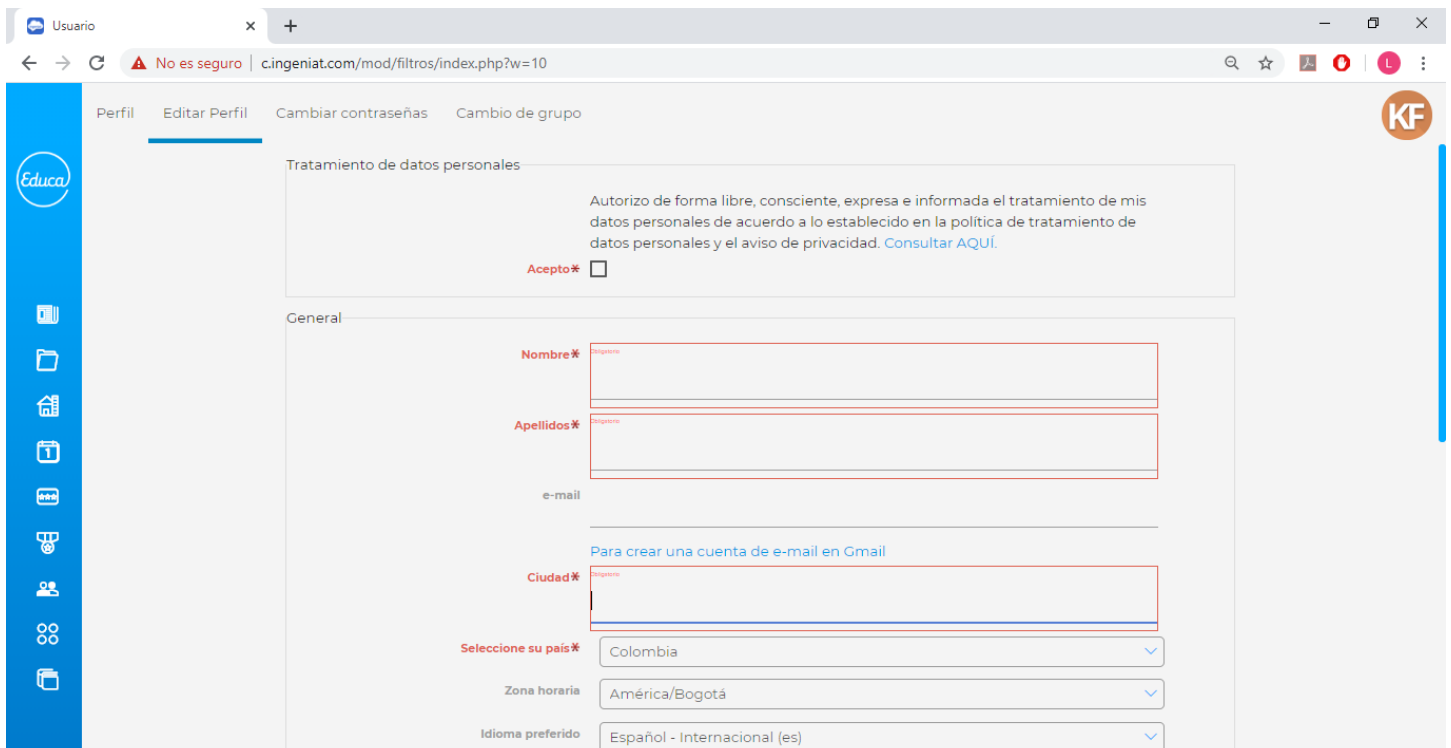 Usuario
No es seguro | c.ingeniat.com/mod/filtros/index.php?w=10
L
Perfil Editar Perfil Cambiar contraseñas Cambio de grupo
KF
Educa
Tratamiento de datos personales
Autorizo de forma libre, consciente, expresa e informada el tratamiento de mis
datos personales de acuerdo a lo establecido en la política de tratamiento de
datos personales y el aviso de privacidad. Consultar AQUÍ.
Acepto*
General
Nombre*
Obligatorio
Apellidos*
Obligatorio
e-mail
Para crear una cuenta de e-mail en Gmail
Ciudad*
Obligatorio
Seleccione su país* Colombia
Zona horaria América/Bogotá
Idioma preferido Español - Internacional (es)
1